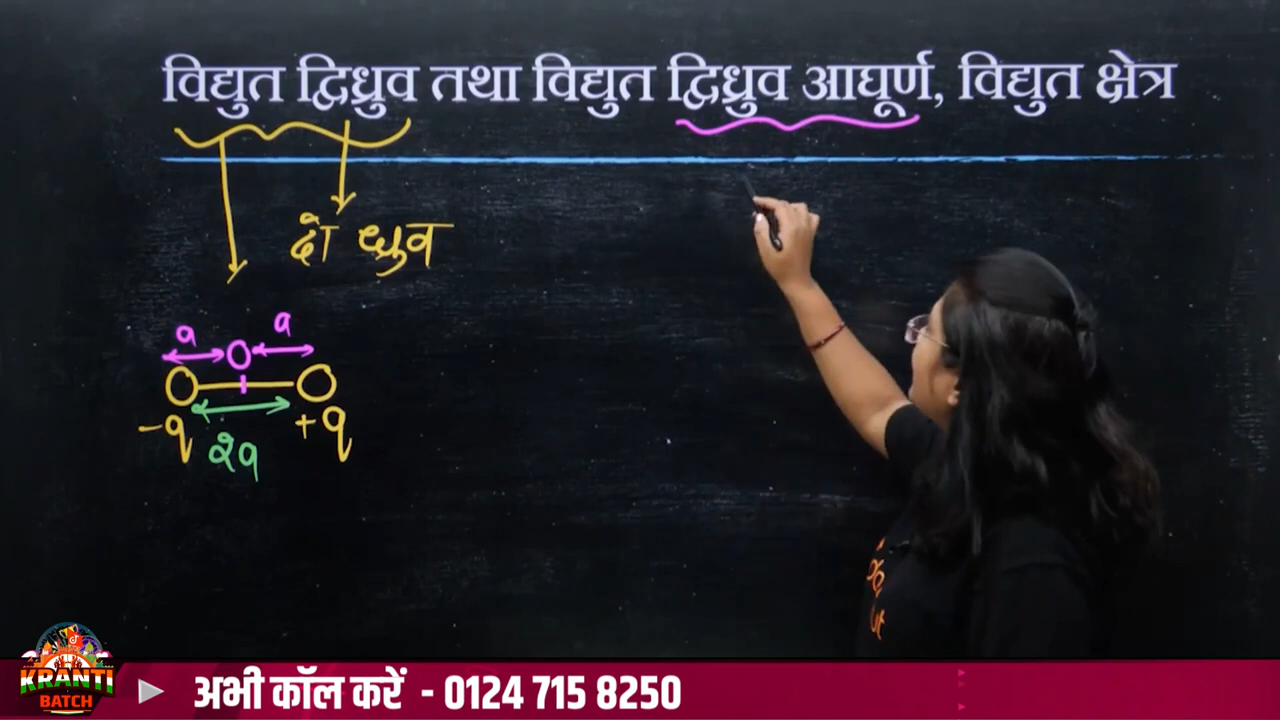 विद्युत द्विध्रुव तथा विद्युत द्विध्रुव आघूर्ण, विद्युत क्षेत्र
दो ध्रुव
a O a
-q +q
2a
KRANTI
BATCH
अभी कॉल करें - 0124 715 8250